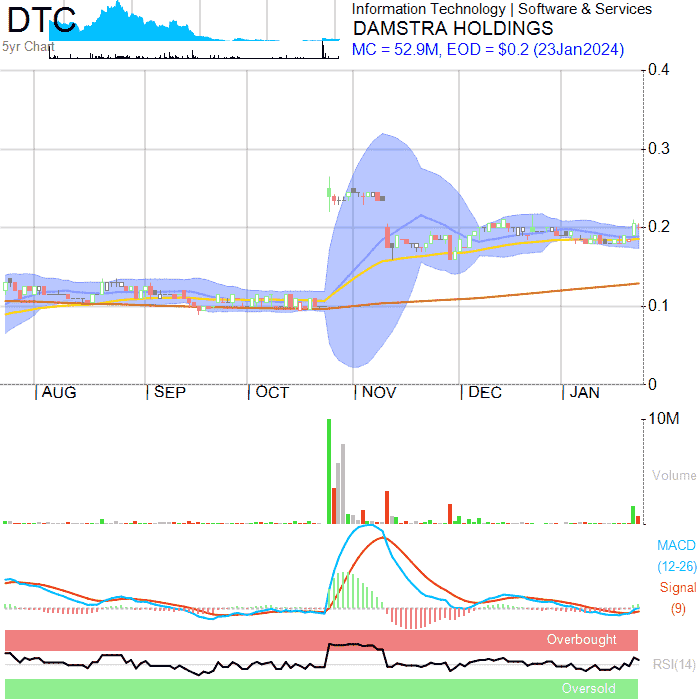 DTC
5yr Chart
Information Technology | Software & Services
DAMSTRA HOLDINGS
MC = 52.9M, EOD = $0.2 (23Jan2024)
0.4
0.3
0.2
0.1
0
AUG SEP OCT NOV DEC JAN
10M
Volume
MACD
(12-26)
Signal
(9)
Overbought
RSI(14)
Oversold